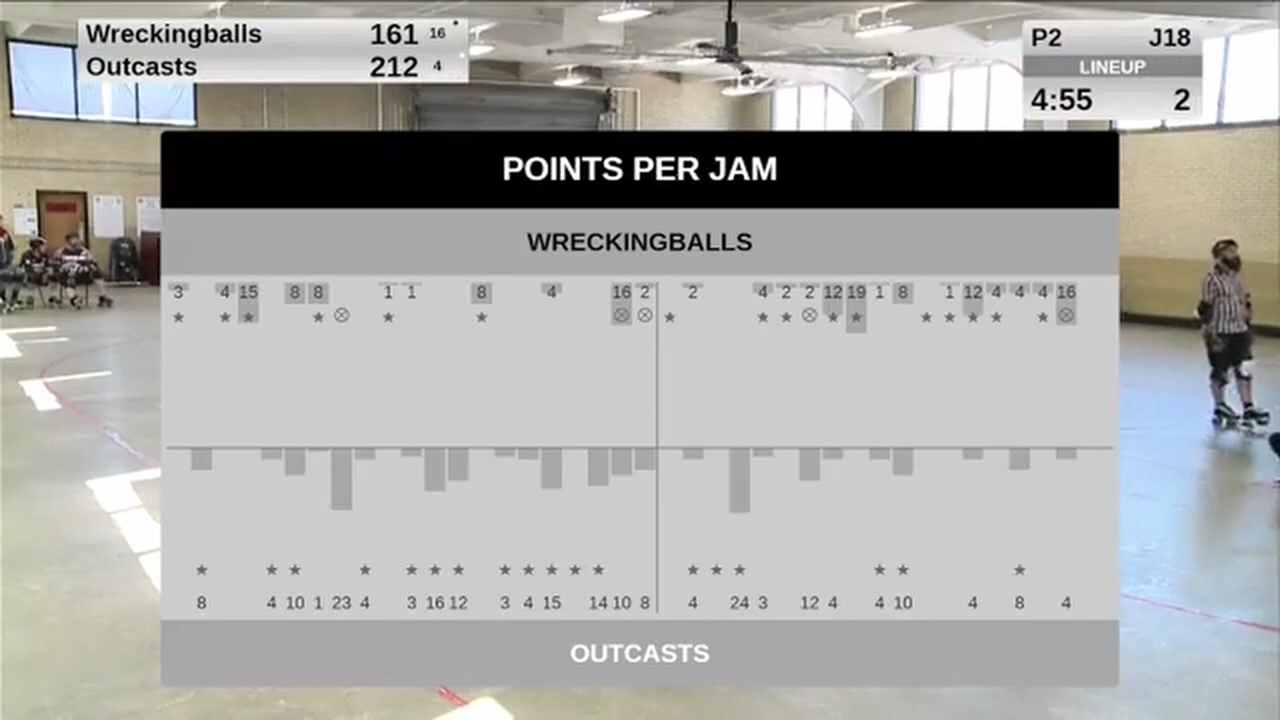 Wreckingballs 161 16
Outcasts 212 4
P2 J18
LINEUP
4:55 2
POINTS PER JAM
WRECKINGBALLS
3 4 15 8 8 1 1 8 4 16 2 2 4 2 2 12 19 1 8 1 12 4 4 4 16
8 4 10 1 23 4 3 16 12 3 4 15 14 10 8 4 24 3 12 4 4 10 4 8 4
OUTCASTS